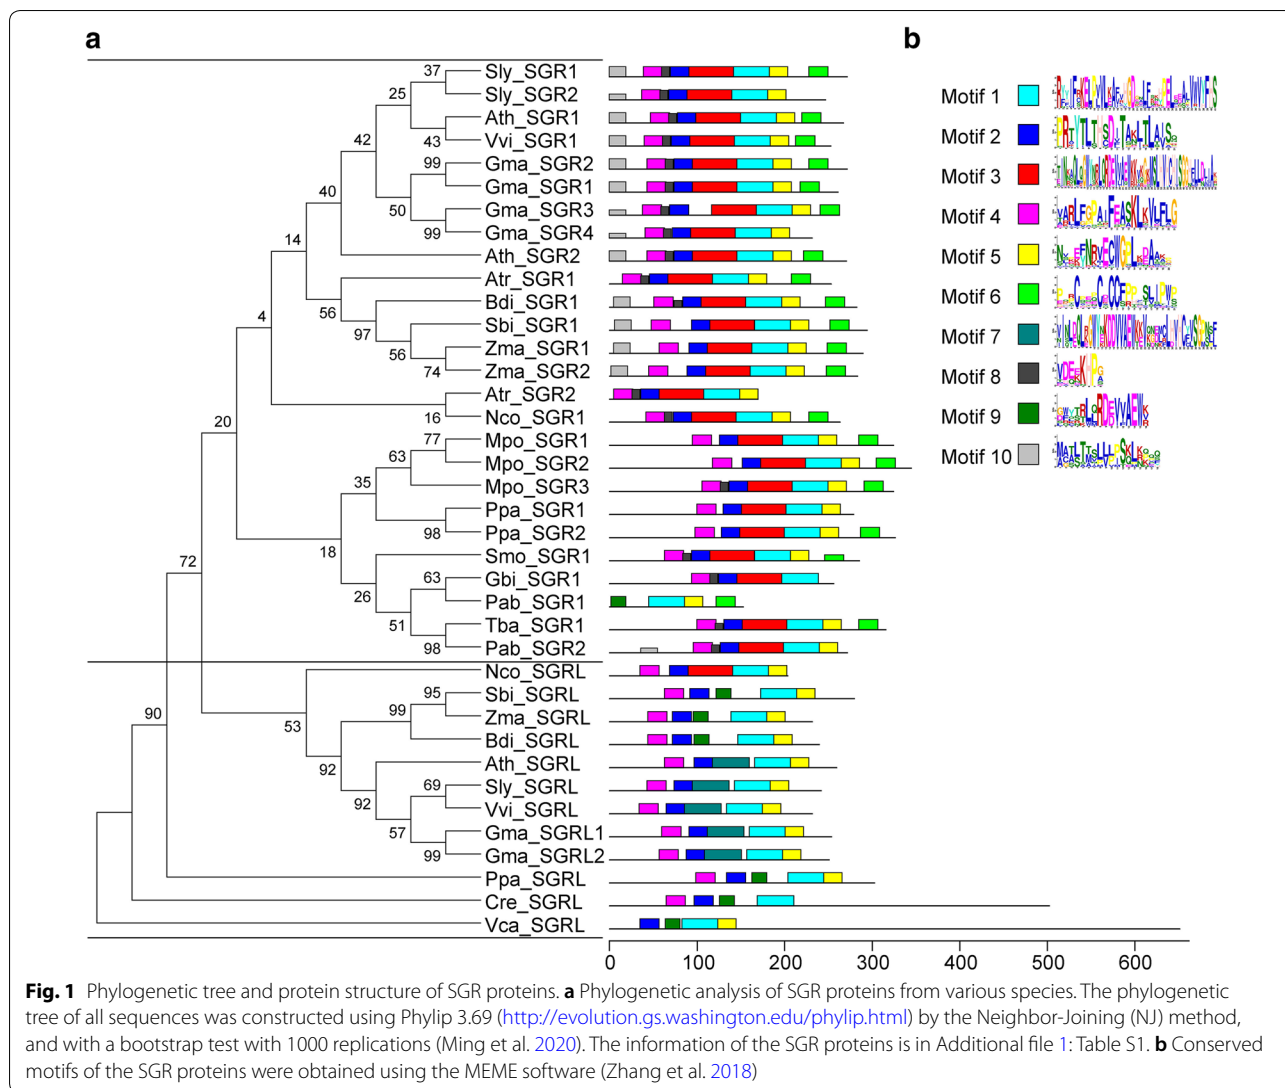 a
b
37
Sly_SGR1
25
Sly_SGR2
Ath_SGR1
42
43
Vvi_SGR1
99
Gma_SGR2
40
Gma_SGR1
50
Gma_SGR3
99
Gma_SGR4
14
Ath_SGR2
Atr_SGR1
56
Bdi_SGR1
4
97
Sbi_SGR1
56
Zma_SGR1
74
Zma_SGR2
Atr_SGR2
16
Nco_SGR1
20
77
Mpo_SGR1
63
Mpo_SGR2
35
Mpo_SGR3
Ppa_SGR1
98
Ppa_SGR2
18
Smo_SGR1
72
63
Gbi_SGR1
26
Pab_SGR1
51
Tba_SGR1
98
Pab_SGR2
Nco_SGRL
95
Sbi_SGRL
99
Zma_SGRL
90
53
Bdi_SGRL
92
Ath_SGRL
69
Sly_SGRL
92
Vvi_SGRL
57
Gma_SGRL1
99
Gma_SGRL2
Ppa_SGRL
Cre_SGRL
Vca_SGRL
0 100 200 300 400 500 600
Motif 1
Motif 2
Motif 3
Motif 4
Motif 5
Motif 6
Motif 7
Motif 8
Motif 9
Motif 10
Fig. 1 Phylogenetic tree and protein structure of SGR proteins. a Phylogenetic analysis of SGR proteins from various species. The phylogenetic
tree of all sequences was constructed using Phylip 3.69 (http://evolution.gs.washington.edu/phylip.html) by the Neighbor-Joining (NJ) method,
and with a bootstrap test with 1000 replications (Ming et al. 2020). The information of the SGR proteins is in Additional file 1: Table S1. b Conserved
motifs of the SGR proteins were obtained using the MEME software (Zhang et al. 2018)